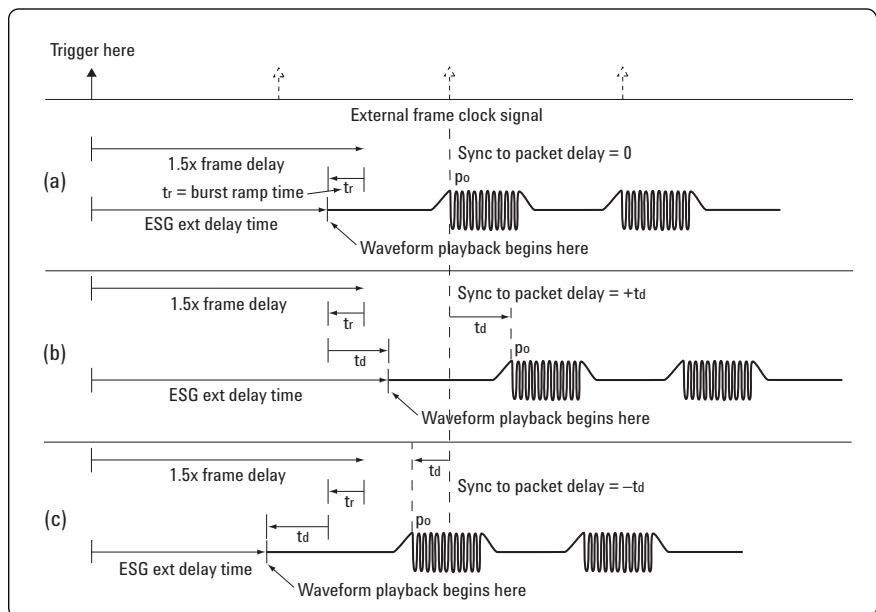 Trigger here
External frame clock signal
1.5x frame delay
Sync to packet delay = 0
(a)
tr = burst ramp time
tr
po
ESG ext delay time
Waveform playback begins here
1.5x frame delay
Sync to packet delay = +td
tr
td
(b)
td
po
ESG ext delay time
Waveform playback begins here
1.5x frame delay
td
Sync to packet delay = –td
tr
(c)
td
po
ESG ext delay time
Waveform playback begins here